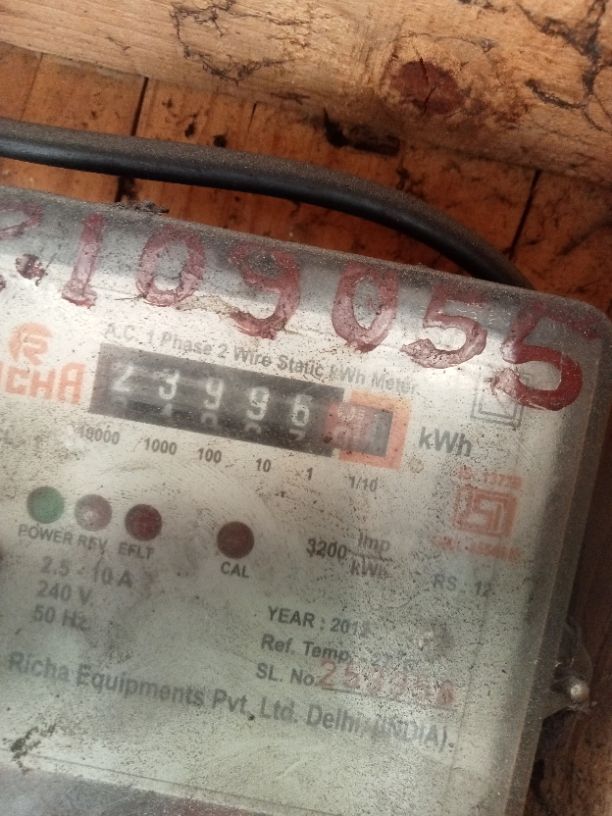 109055
A.C. 1 Phase 2 Wire Static kWh Meter
RICHA
23996 kWh
10000 1000 100 10 1 1/10
POWER REV EFLT CAL
3200 Imp
kWh
RS : 12
2.5 - 10 A
240 V
50 Hz
YEAR :
Ref. Temp.
SL. No.
Richa Equipments Pvt. Ltd. Delhi. (INDIA).